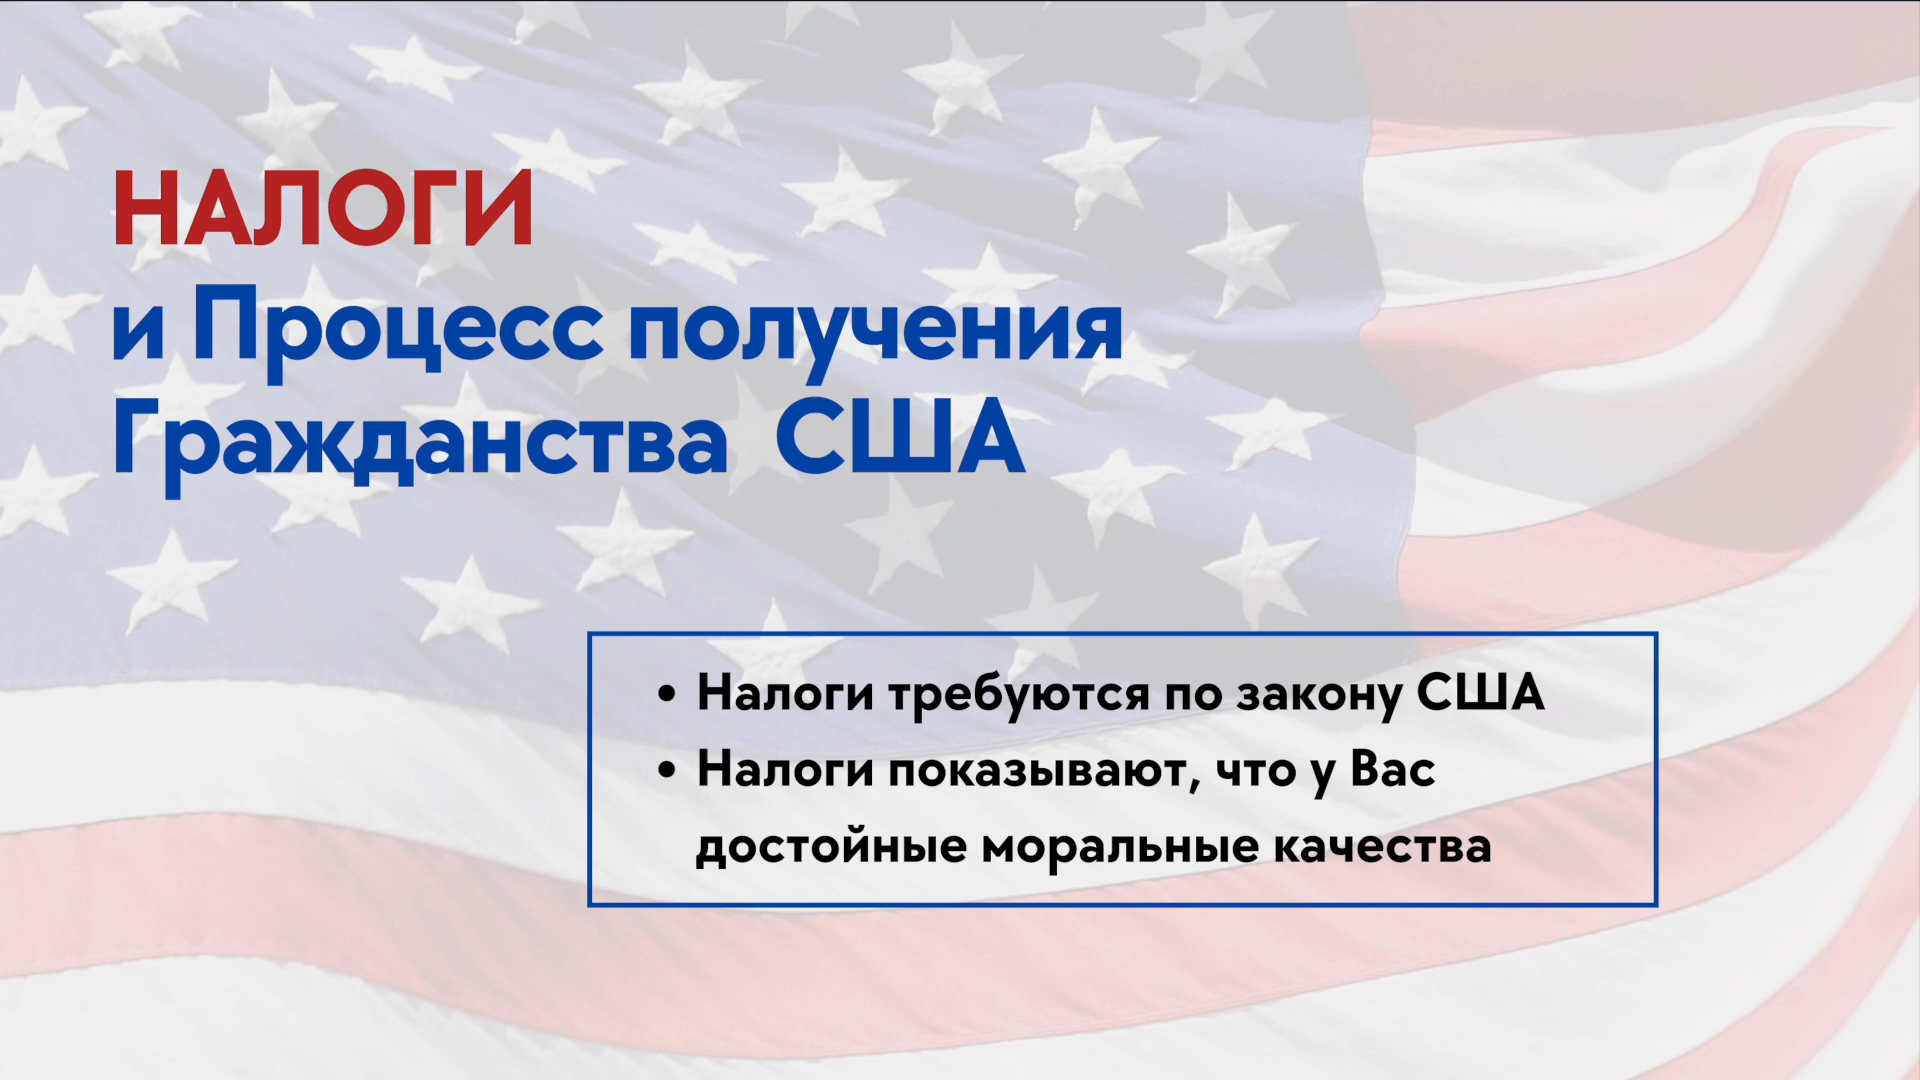 НАЛОГИ
и Процесс получения
Гражданства США
• Налоги требуются по закону США
• Налоги показывают, что у Вас
достойные моральные качества